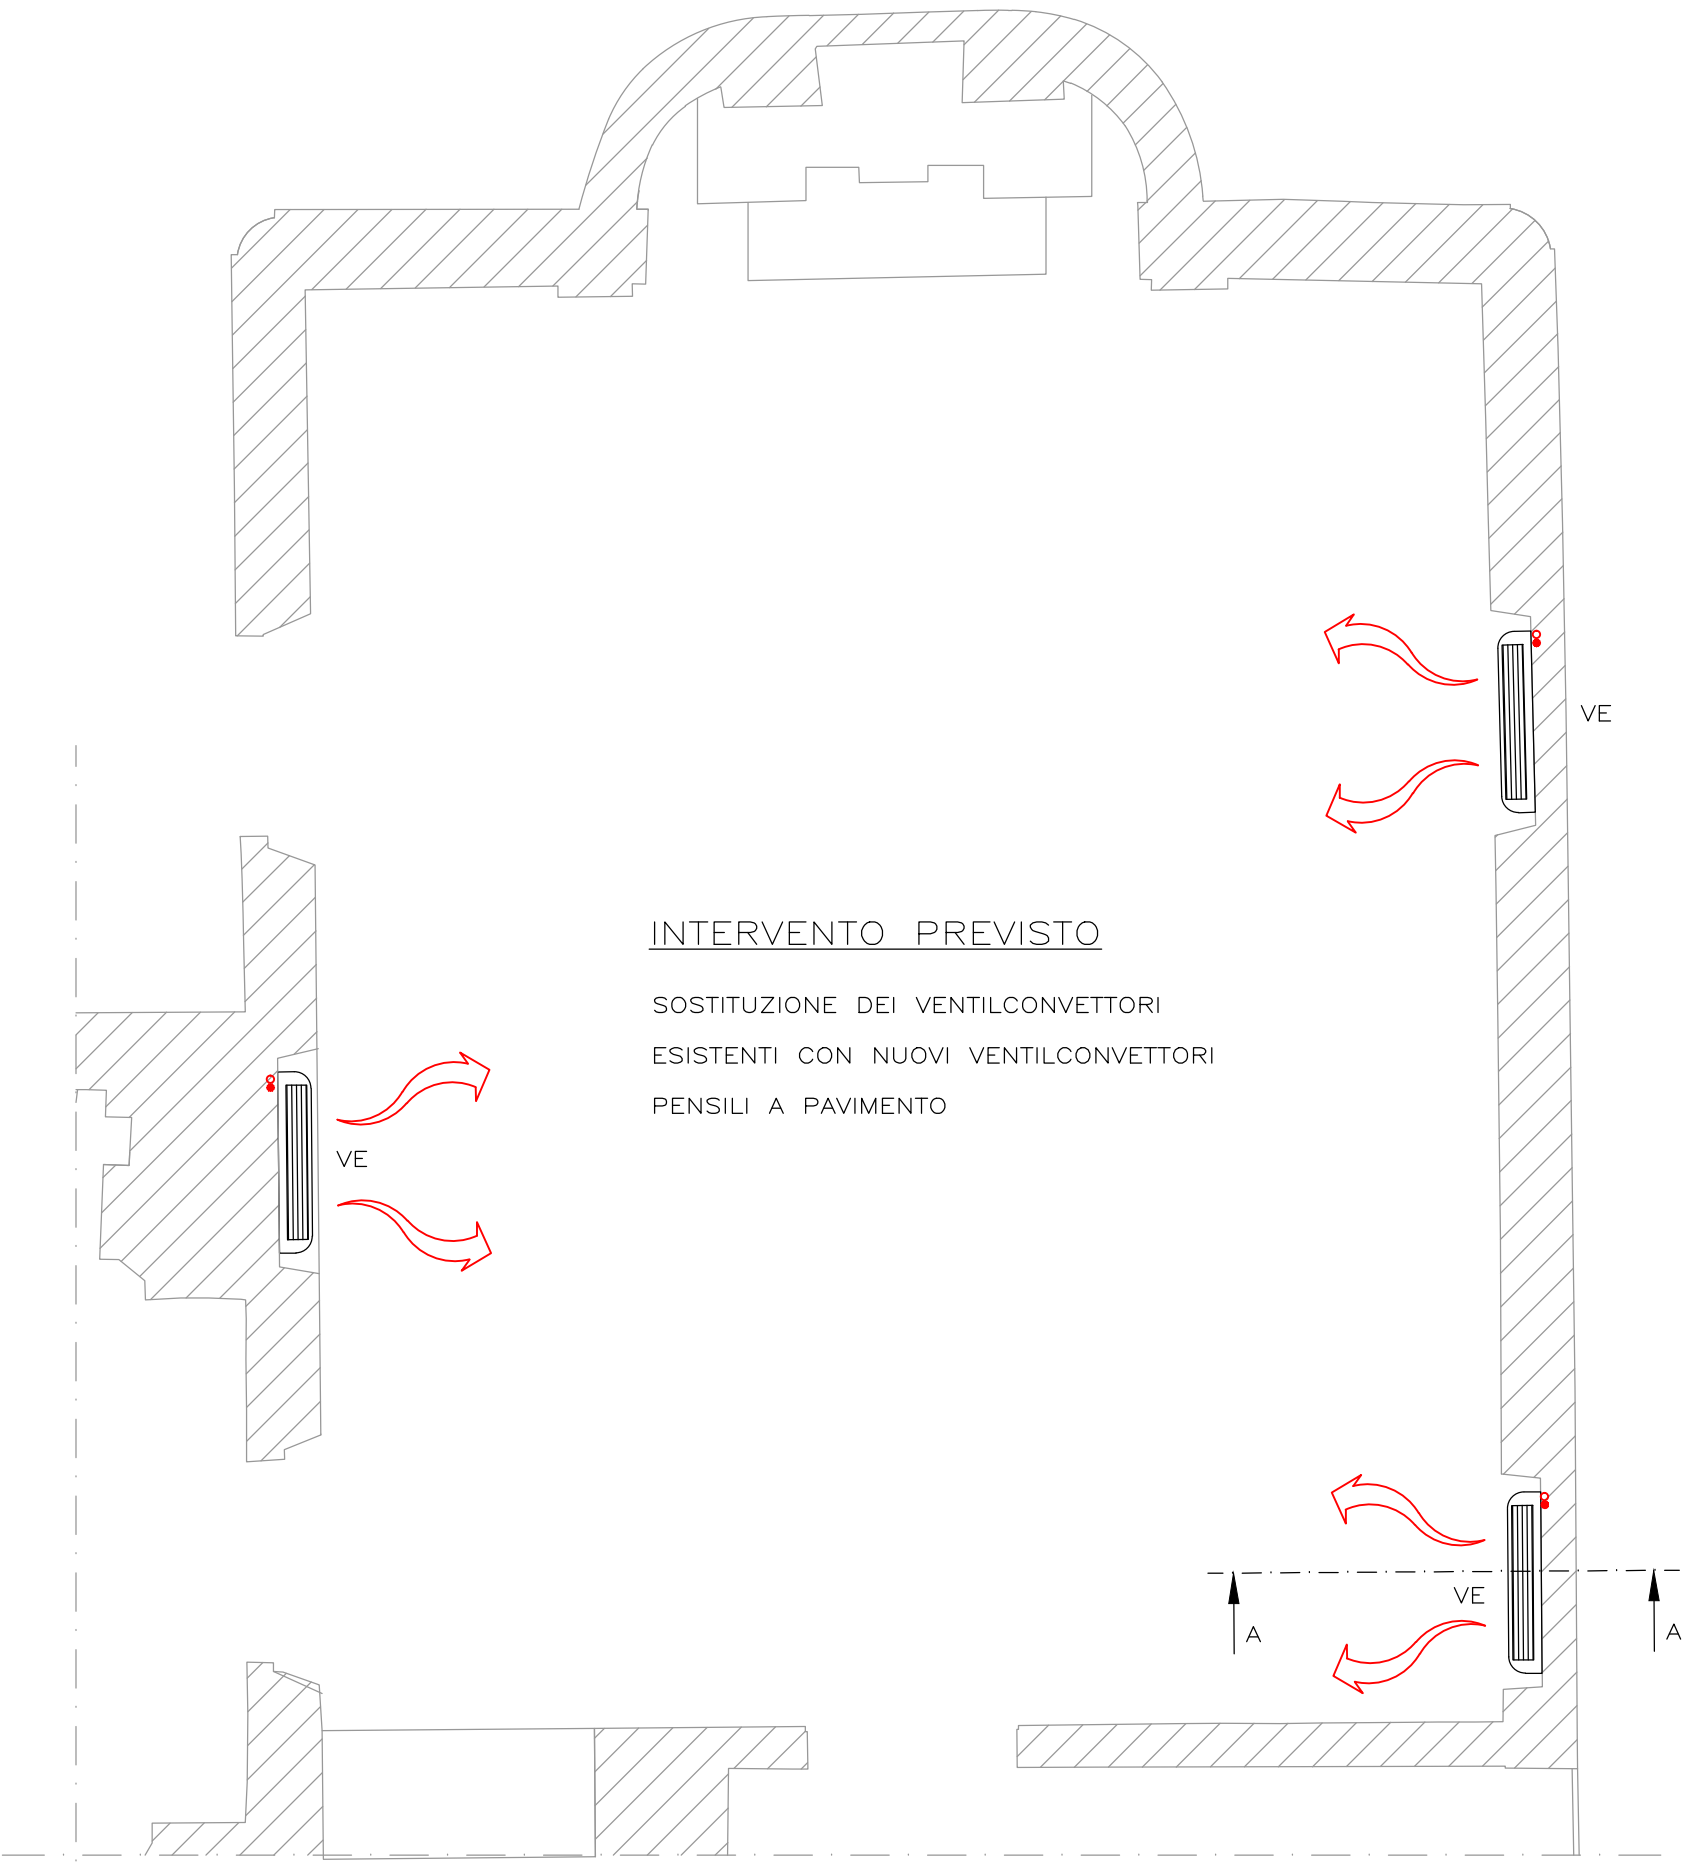 VE
INTERVENTO PREVISTO
SOSTITUZIONE DEI VENTILCONVETTORI
ESISTENTI CON NUOVI VENTILCONVETTORI
PENSILI A PAVIMENTO
VE
VE
A
A